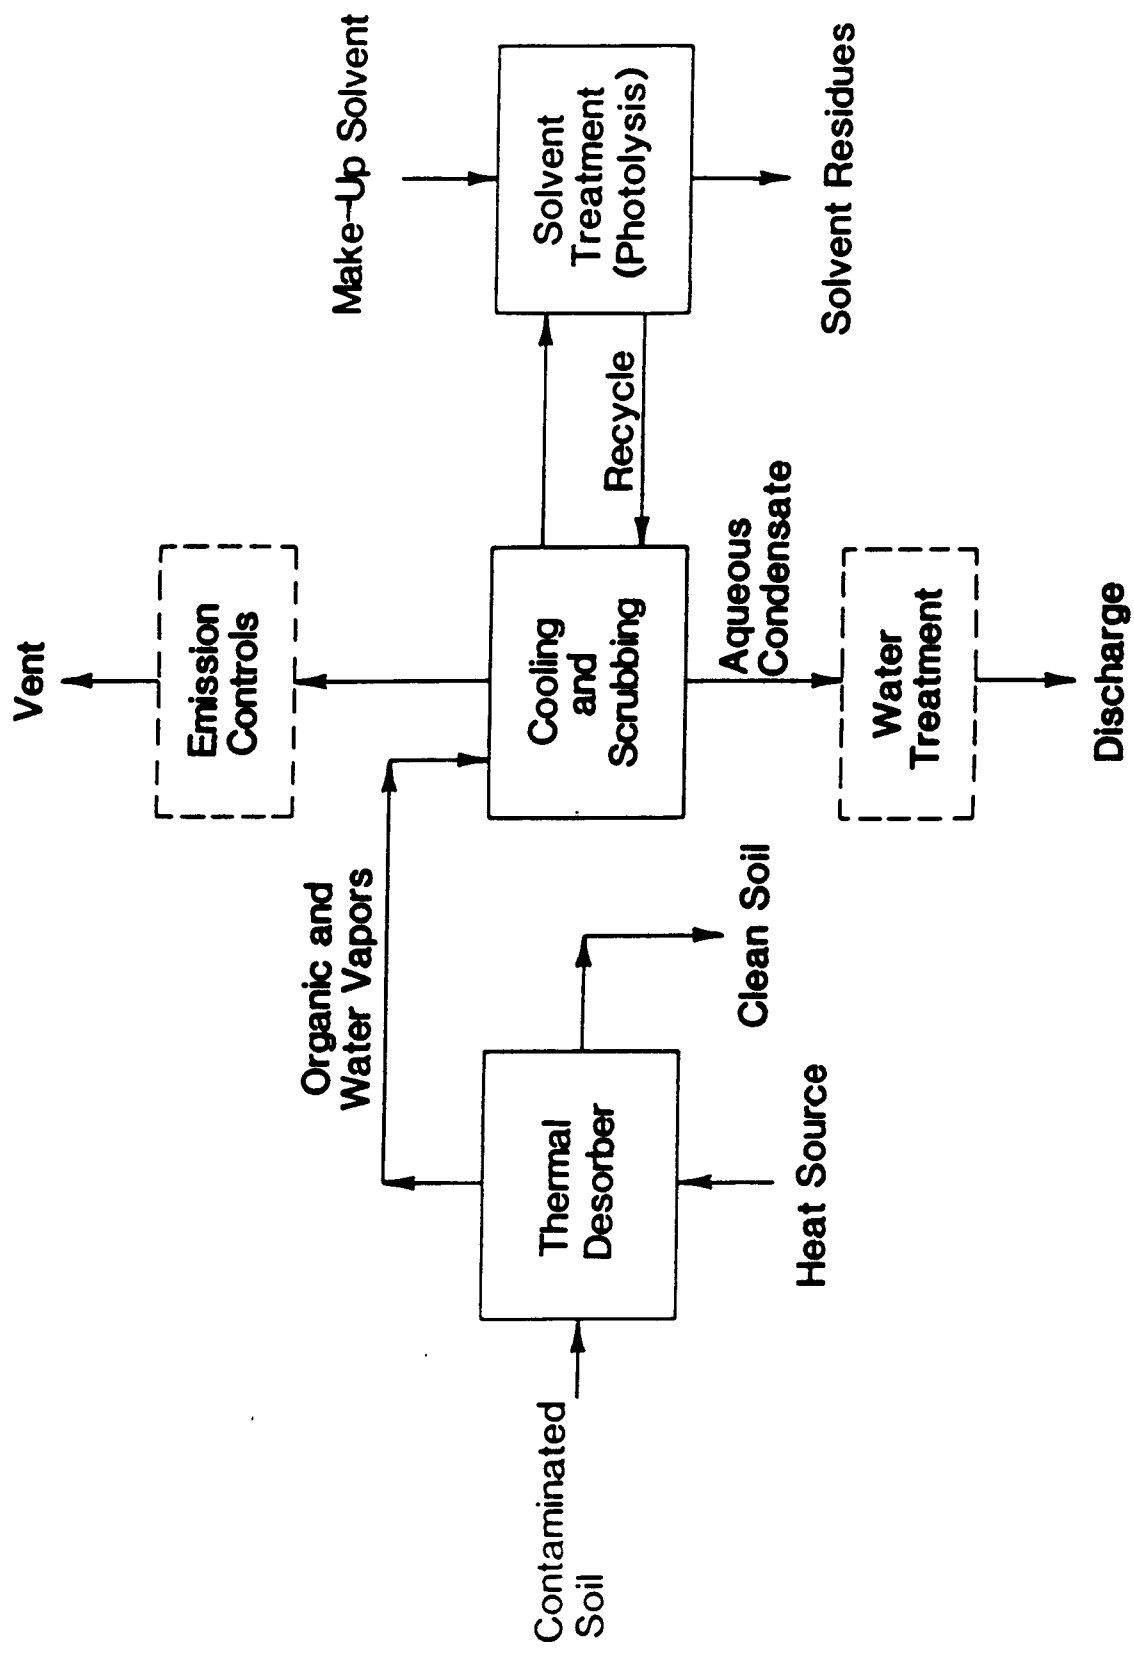 Contaminated
Soil
Thermal
Desorber
Heat Source
Organic and
Water Vapors
Clean Soil
Vent
Emission
Controls
Cooling
and
Scrubbing
Aqueous
Condensate
Water
Treatment
Discharge
Recycle
Make-Up Solvent
Solvent
Treatment
(Photolysis)
Solvent Residues